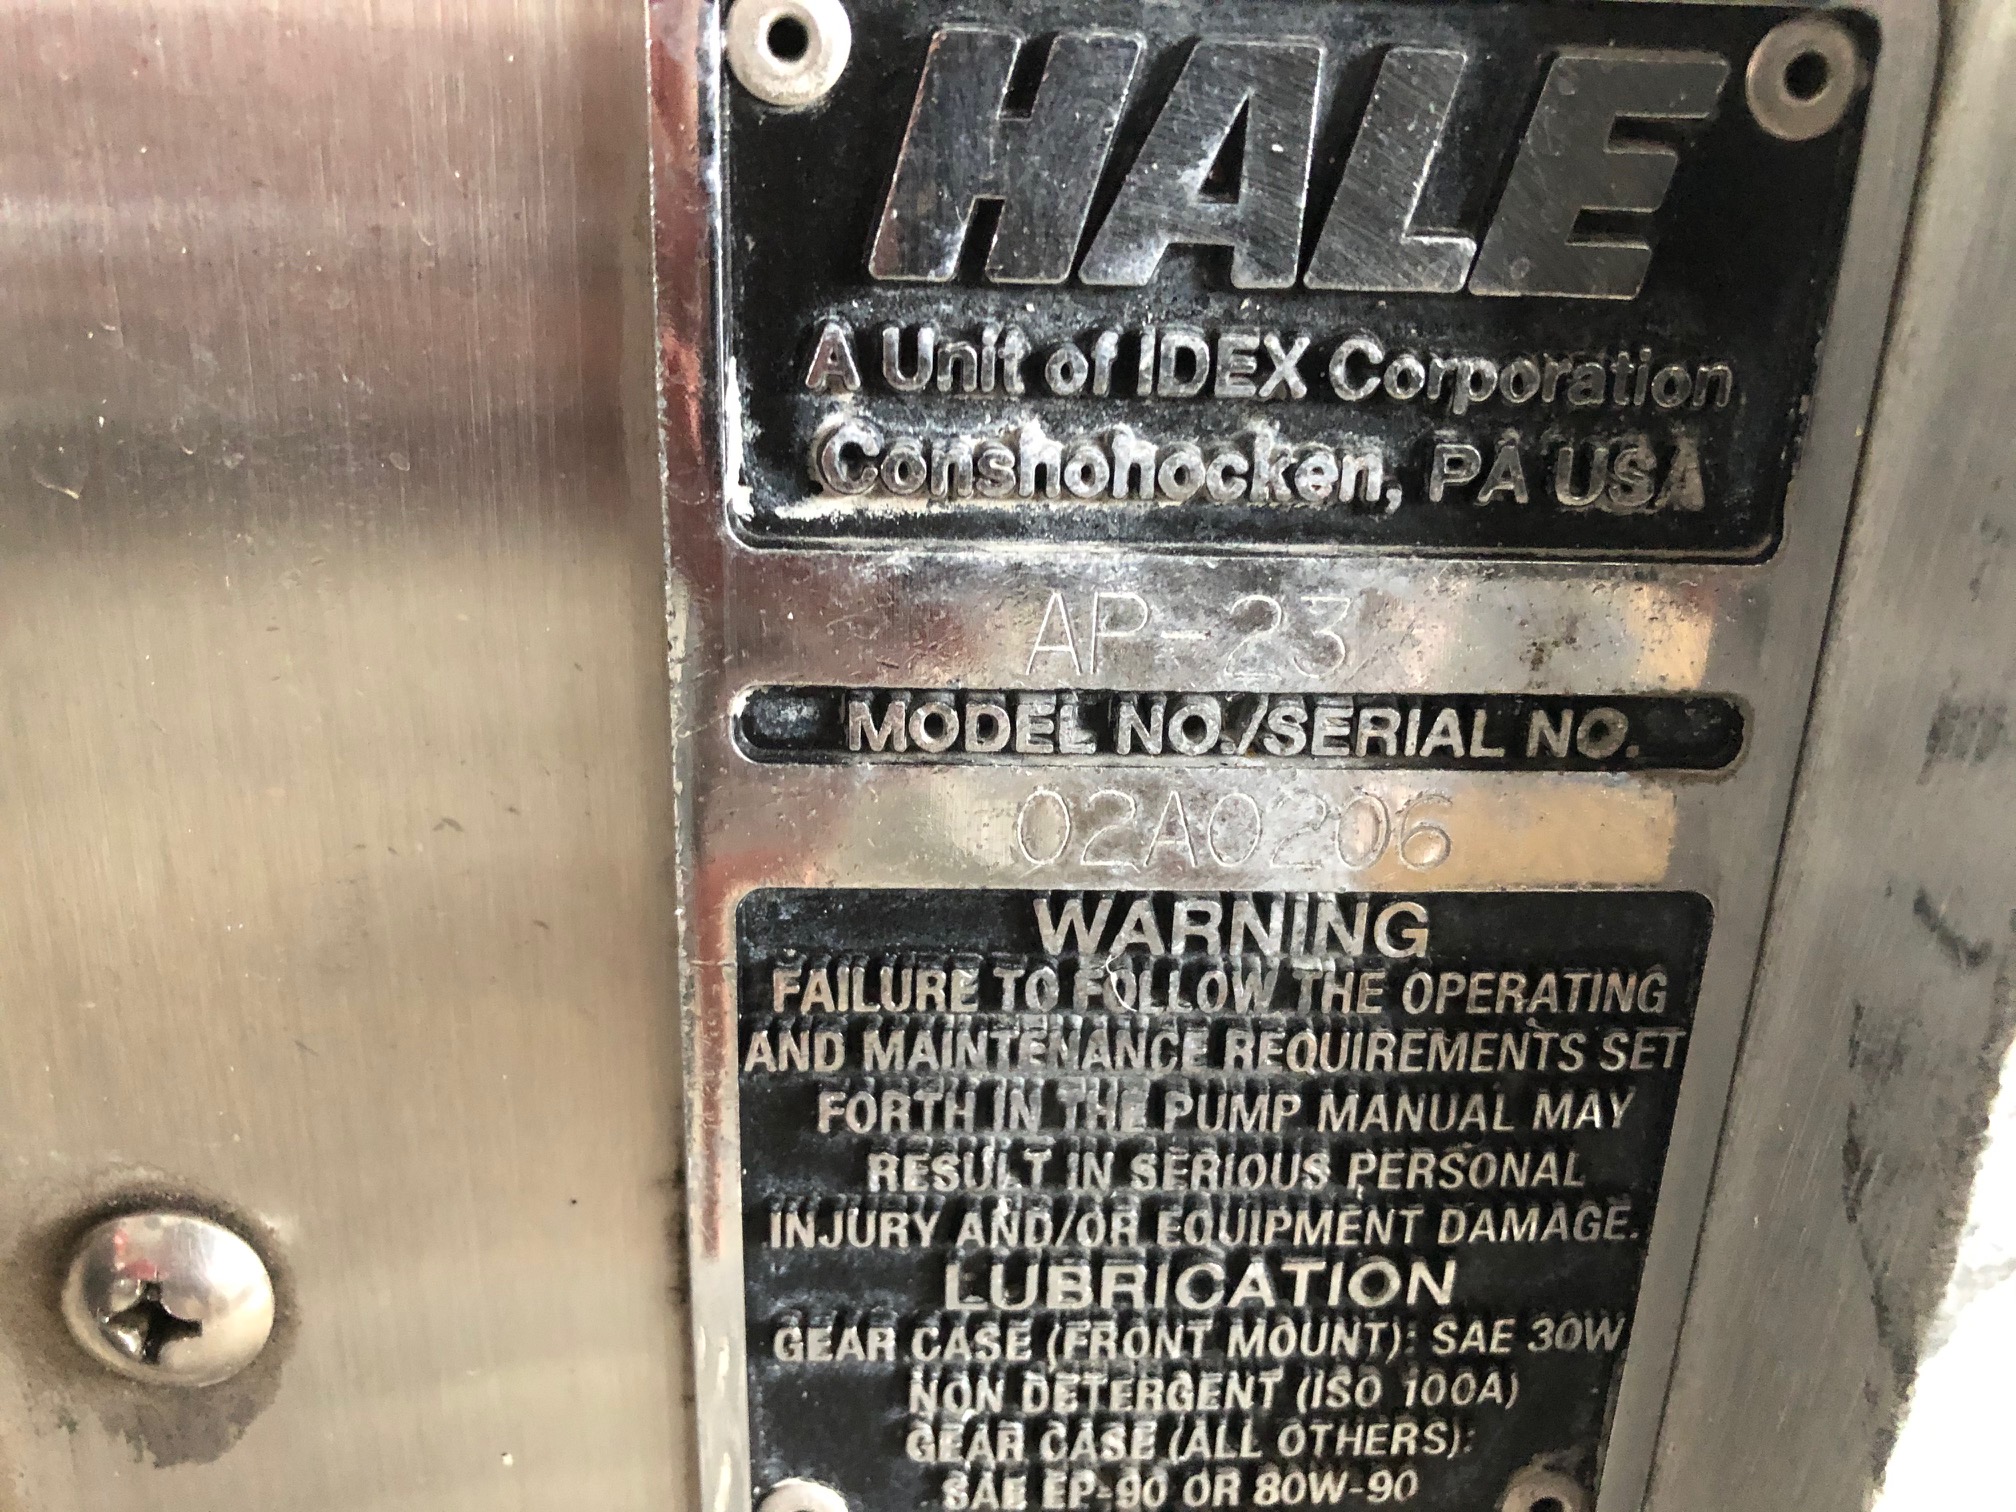 HALE
A Unit of IDEX Corporation
Conshohocken, PA USA
AP-23
MODEL NO./SERIAL NO.
02A0206
WARNING
FAILURE TO FOLLOW THE OPERATING
AND MAINTENANCE REQUIREMENTS SET
FORTH IN THE PUMP MANUAL MAY
RESULT IN SERIOUS PERSONAL
INJURY AND/OR EQUIPMENT DAMAGE.
LUBRICATION
GEAR CASE (FRONT MOUNT): SAE 30W
NON DETERGENT (ISO 100A)
GEAR CASE (ALL OTHERS):
SAE EP-90 OR 80W-90